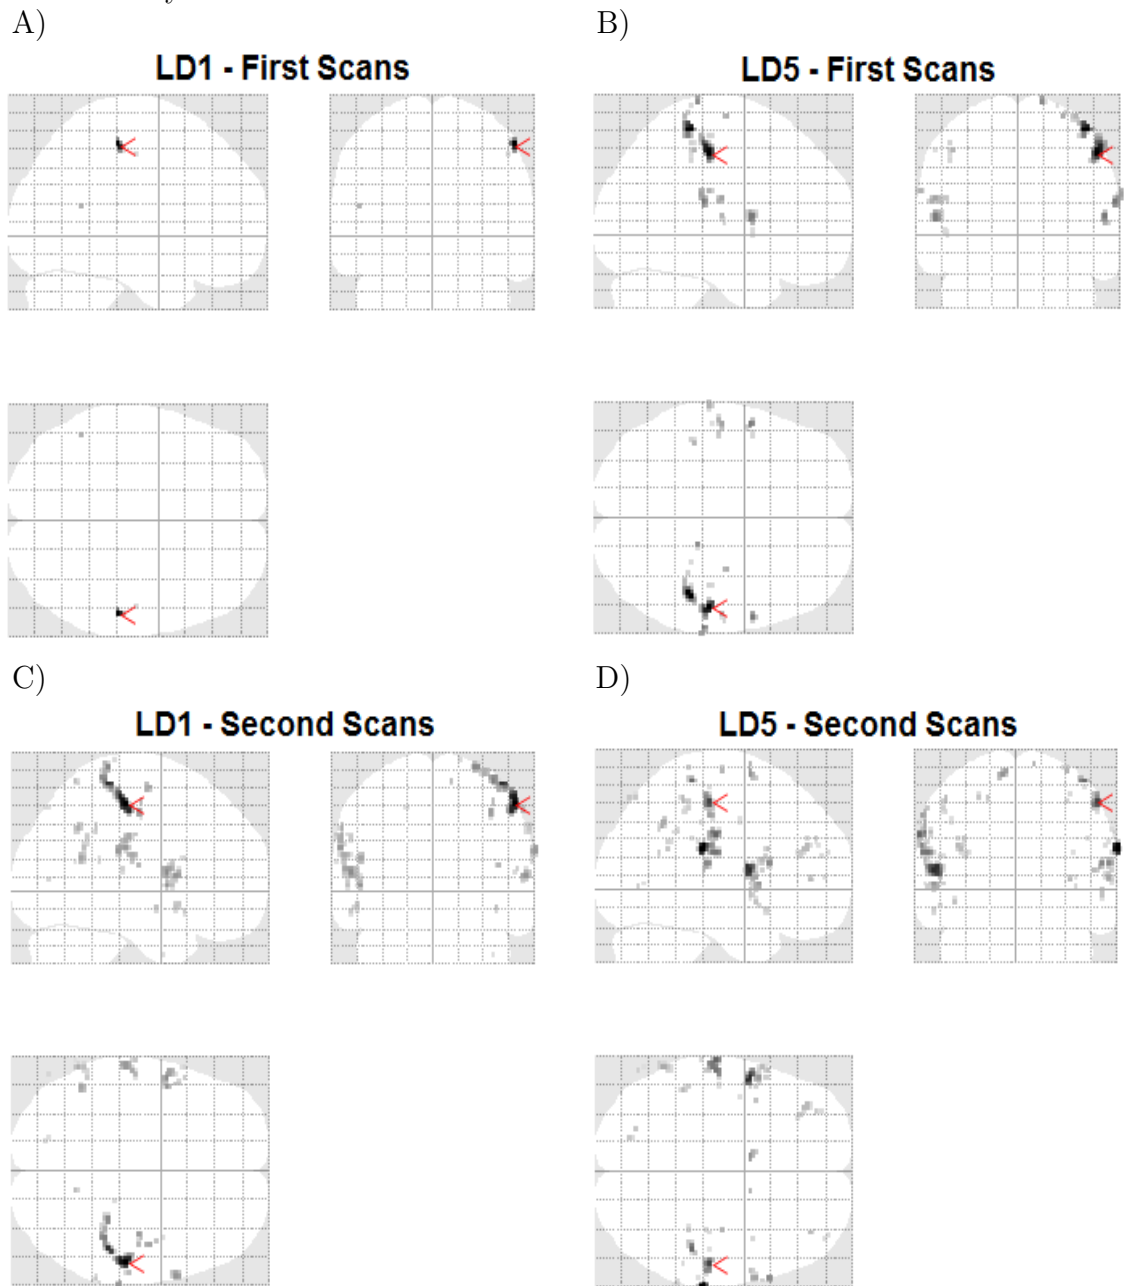 A)
B)
LD1 - First Scans
LD5 - First Scans
C)
D)
LD1 - Second Scans
LD5 - Second Scans